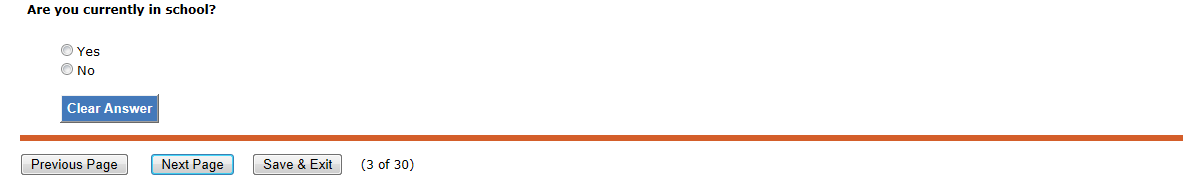 Are you currently in school?
Yes
No
Clear Answer
Previous Page Next Page Save & Exit (3 of 30)